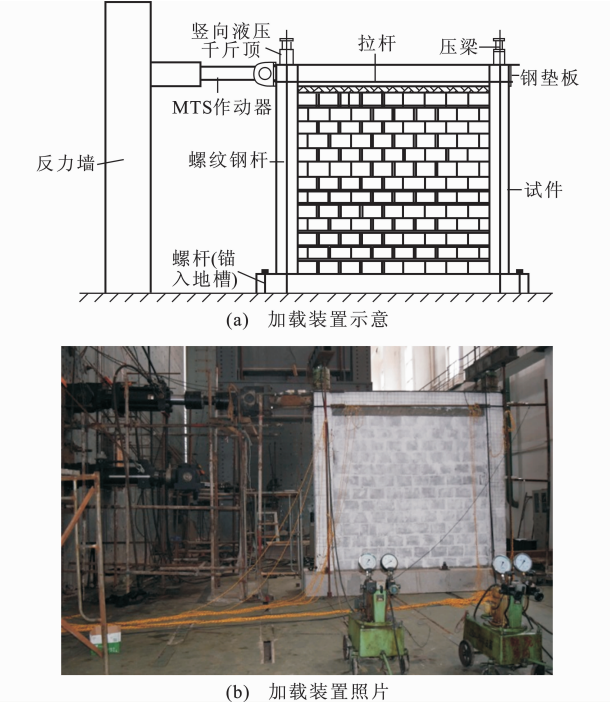 竖向液压
千斤顶
拉杆
压梁
钢垫板
MTS作动器
反力墙
螺纹钢杆
试件
螺杆(锚
入地槽)
(a) 加载装置示意
(b) 加载装置照片